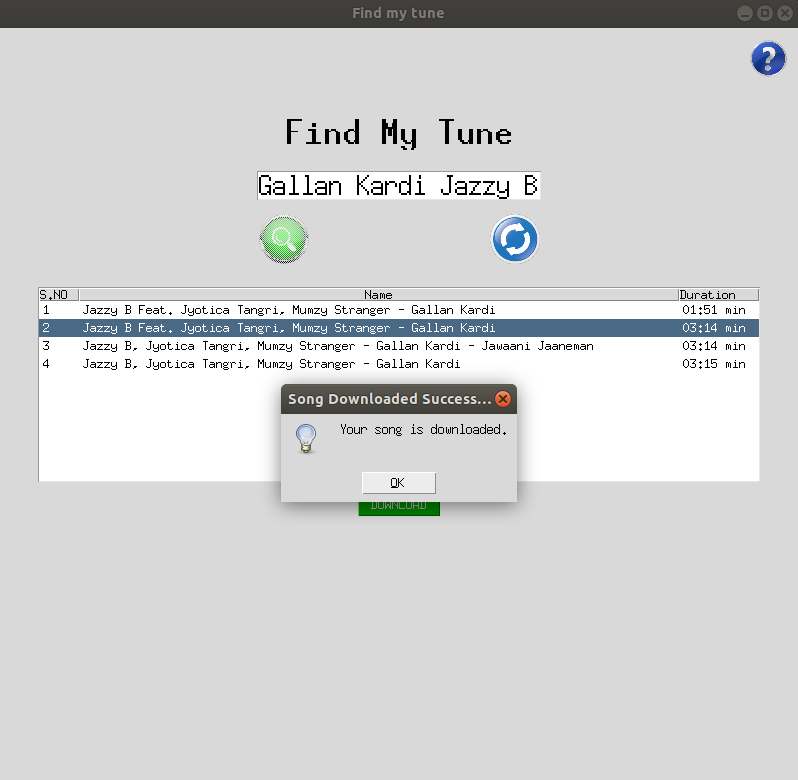 Find my tune
?
Find My Tune
Gallan Kardi Jazzy B
S.NO Name Duration
1 Jazzy B Feat. Jyotica Tangri, Mumzy Stranger - Gallan Kardi 01:51 min
2 Jazzy B Feat. Jyotica Tangri, Mumzy Stranger - Gallan Kardi 03:14 min
3 Jazzy B, Jyotica Tangri, Mumzy Stranger - Gallan Kardi - Jawaani Jaaneman 03:14 min
4 Jazzy B, Jyotica Tangri, Mumzy Stranger - Gallan Kardi 03:15 min
Song Downloaded Success...
Your song is downloaded.
OK
DOWNLOAD